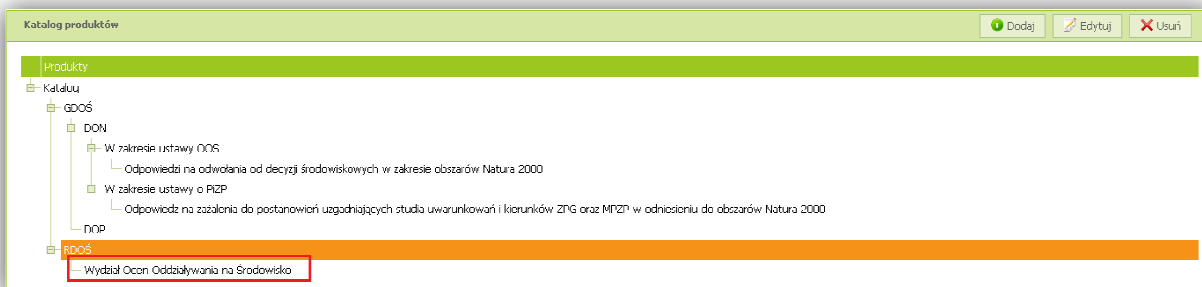 Katalog produktów
Dodaj
Edytuj
Usuń
Produkty
Katalog
GDOŚ
DON
W zakresie ustawy OOS
Odpowiedzi na odwołania od decyzji środowiskowych w zakresie obszarów Natura 2000
W zakresie ustawy o PiZP
Odpowiedz na zażalenia do postanowień uzgadniających studia uwarunkowań i kierunków ZPG oraz MPZP w odniesieniu do obszarów Natura 2000
DOP
RDOŚ
Wydział Ocen Oddziaływania na Środowisko